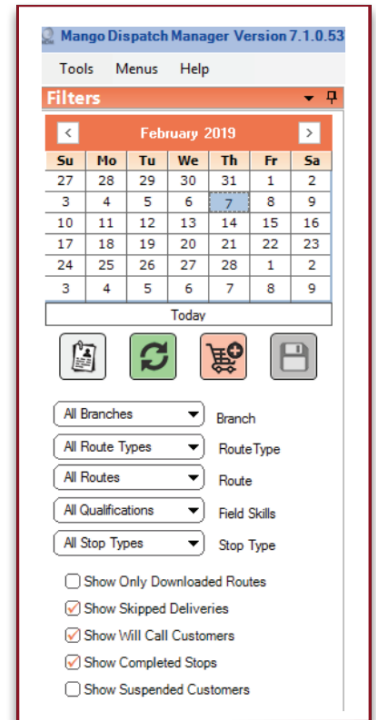 Mango Dispatch Manager Version 7.1.0.53
Tools Menus Help
Filters
< February 2019 >
Su Mo Tu We Th Fr Sa
27 28 29 30 31 1 2
3 4 5 6 7 8 9
10 11 12 13 14 15 16
17 18 19 20 21 22 23
24 25 26 27 28 1 2
3 4 5 6 7 8 9
Today
All Branches Branch
All Route Types RouteType
All Routes Route
All Qualifications Field Skills
All Stop Types Stop Type
Show Only Downloaded Routes
Show Skipped Deliveries
Show Will Call Customers
Show Completed Stops
Show Suspended Customers